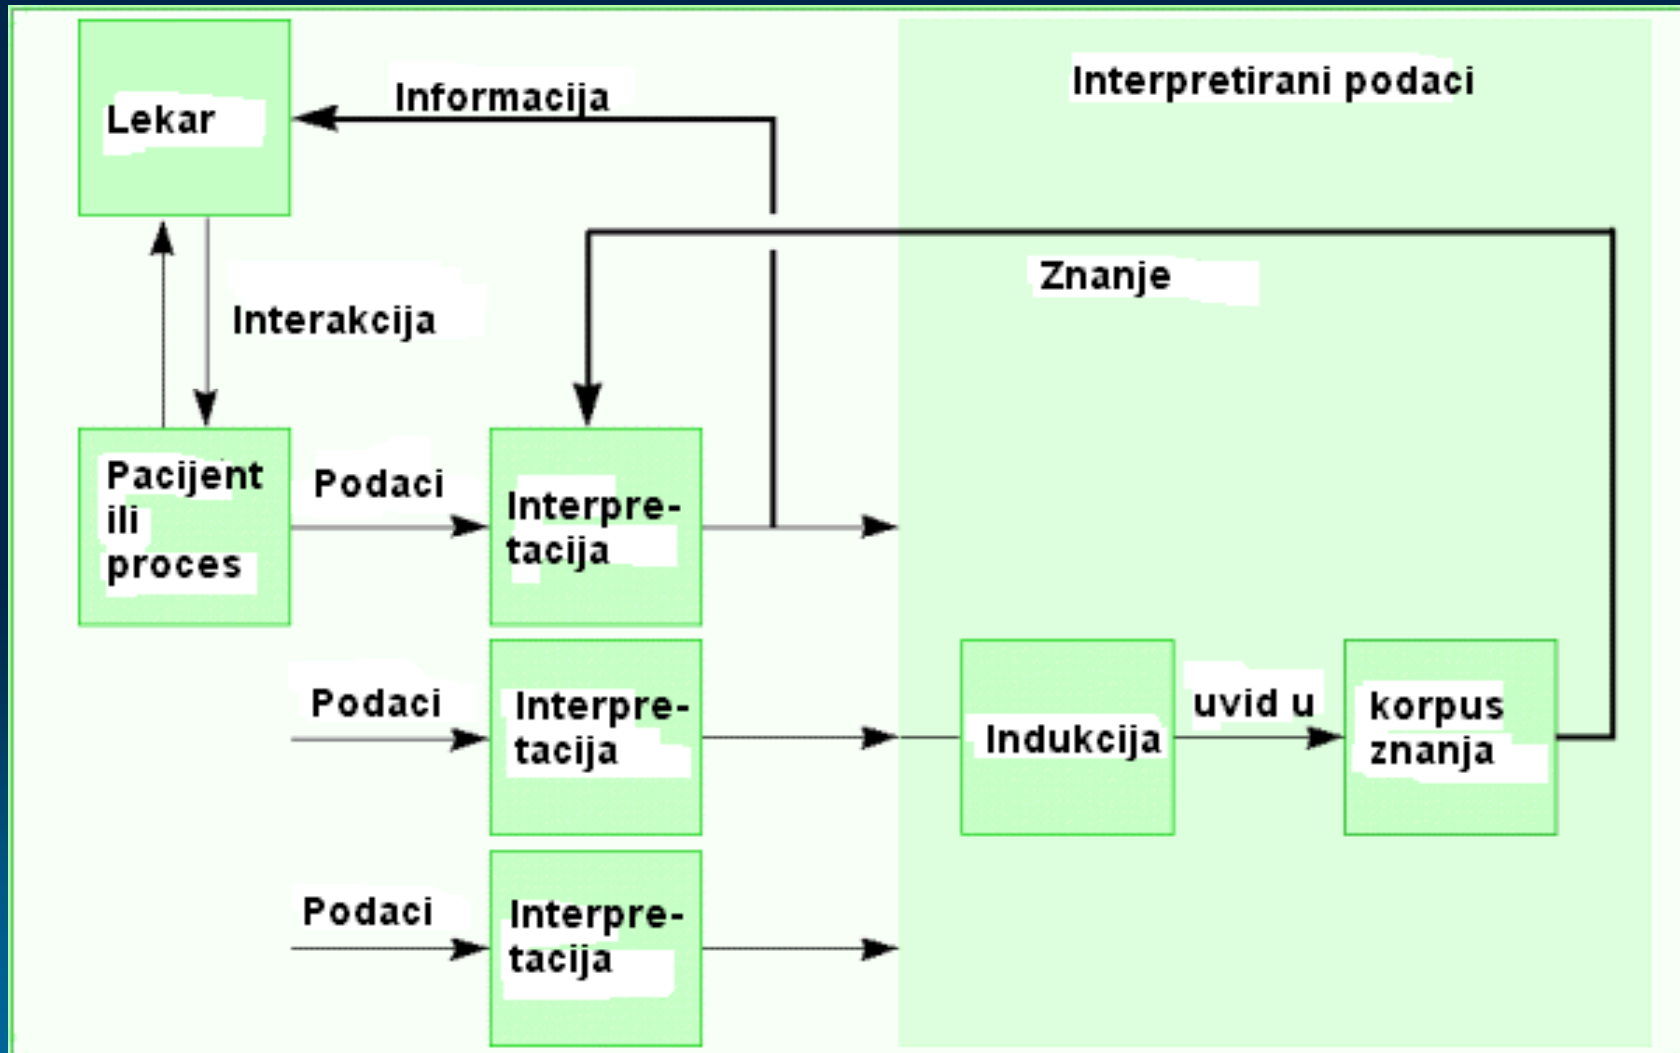 Lekar
Informacija
Interpretirani podaci
Znanje
Interakcija
Pacijent
ili
proces
Podaci
Interpre-
tacija
Podaci
Interpre-
tacija
Indukcija
uvid u
korpus
znanja
Podaci
Interpre-
tacija